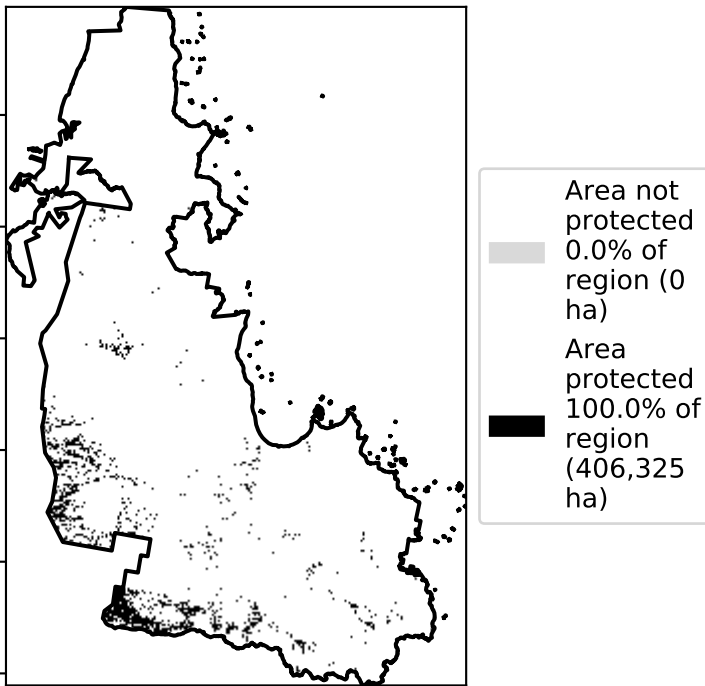 Area not
protected
0.0% of
region (0
ha)
Area
protected
100.0% of
region
(406,325
ha)